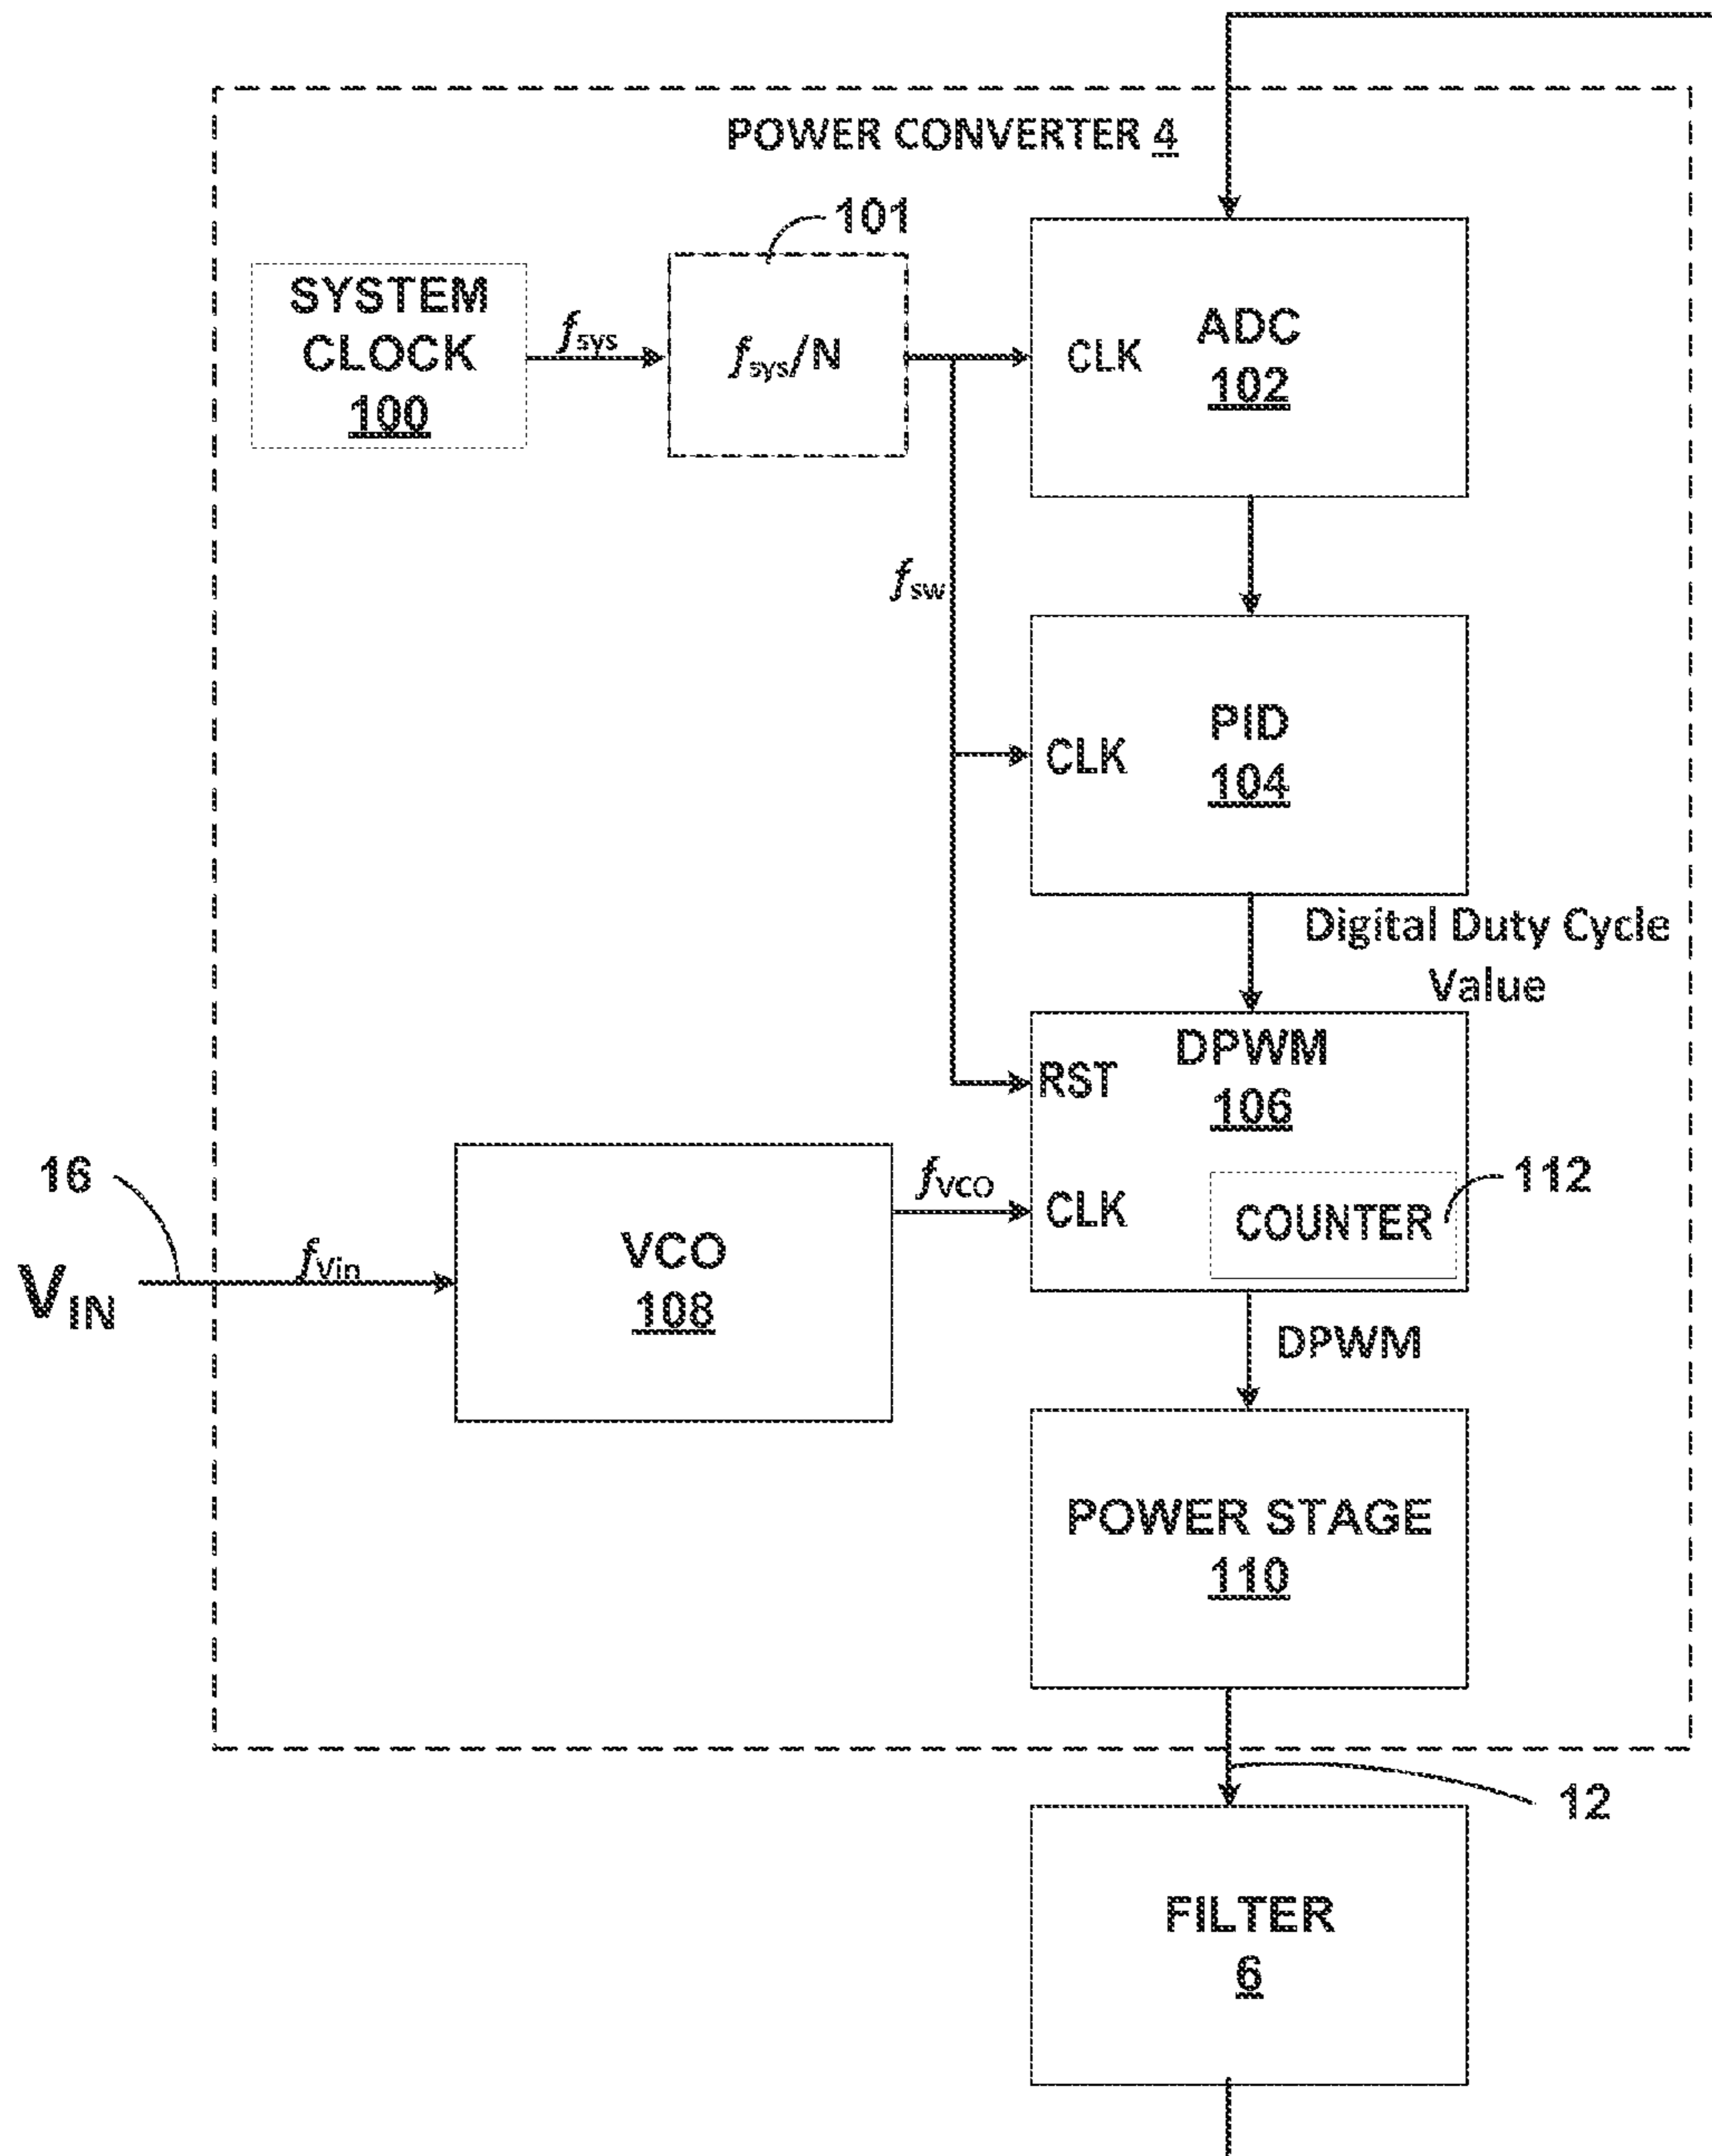 POWER CONVERTER 4
101
SYSTEM
CLOCK
100
fsys
fsys/N
CLK
ADC
102
fsw
CLK
PID
104
Digital Duty Cycle
Value
RST
DPWM
106
16
VIN
fVin
VCO
108
fVCO
CLK
COUNTER
112
DPWM
POWER STAGE
110
12
FILTER
6